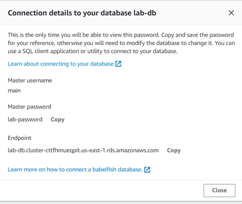 Connection details to your database lab-db
This is the only time you will be able to view this password. Copy and save the password
for your reference, otherwise you will need to modify the database to change it. You can
use a SQL client application or utility to connect to your database.
Learn about connecting to your database
Master username
main
Master password
lab-password Copy
Endpoint
lab-db.cluster-cttfhmueqpit.us-east-1.rds.amazonaws.com Copy
Learn more on how to connect a babelfish database.
Close